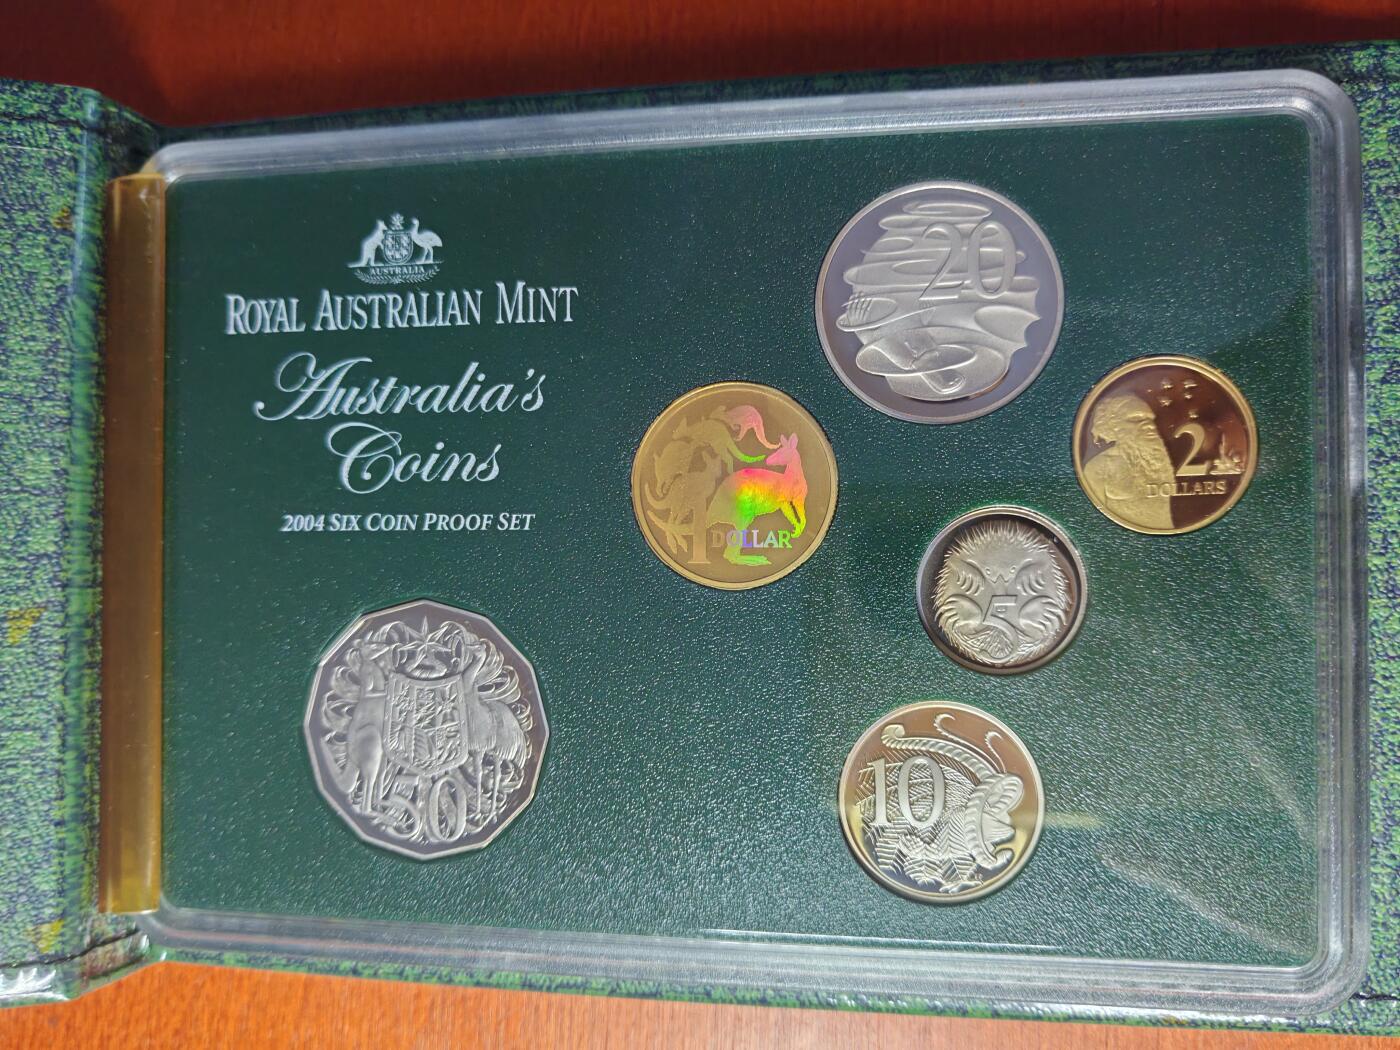 AUSTRALIA
ROYAL AUSTRALIAN MINT
Australia's
Coins
2004 SIX COIN PROOF SET
20
1 DOLLAR
2
DOLLARS
5
50
10